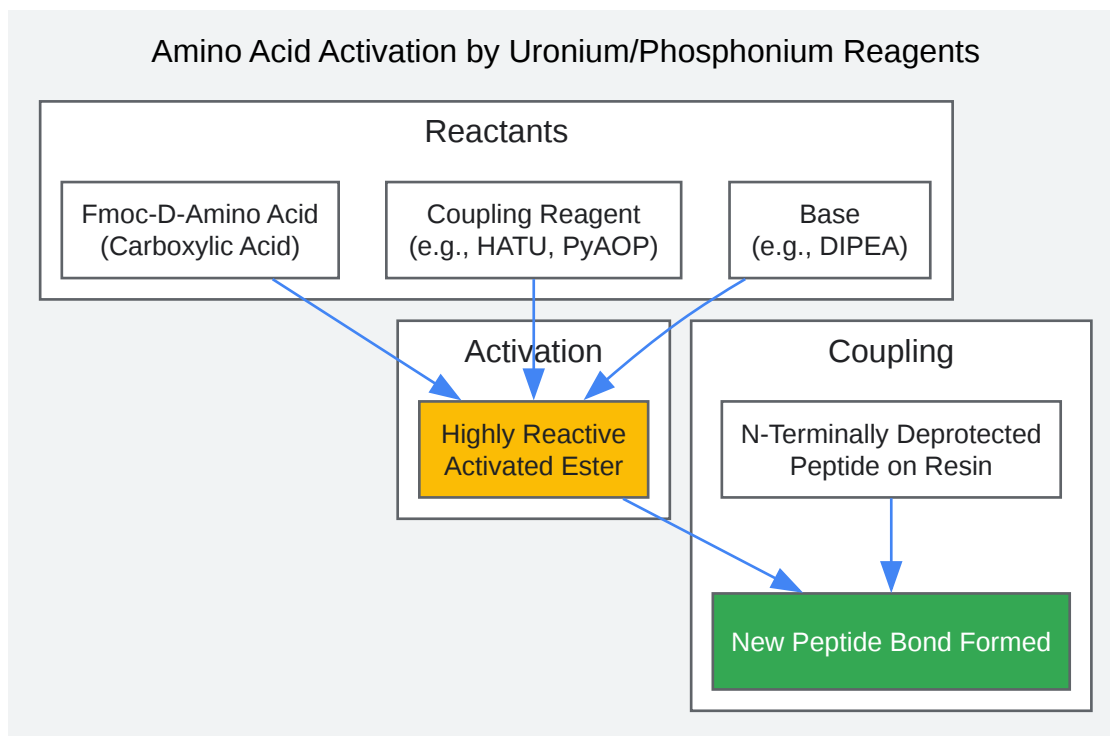 Amino Acid Activation by Uronium/Phosphonium Reagents
Reactants
Fmoc-D-Amino Acid
(Carboxylic Acid)
Coupling Reagent
(e.g., HATU, PyAOP)
Base
(e.g., DIPEA)
Activation
Highly Reactive
Activated Ester
Coupling
N-Terminally Deprotected
Peptide on Resin
New Peptide Bond Formed